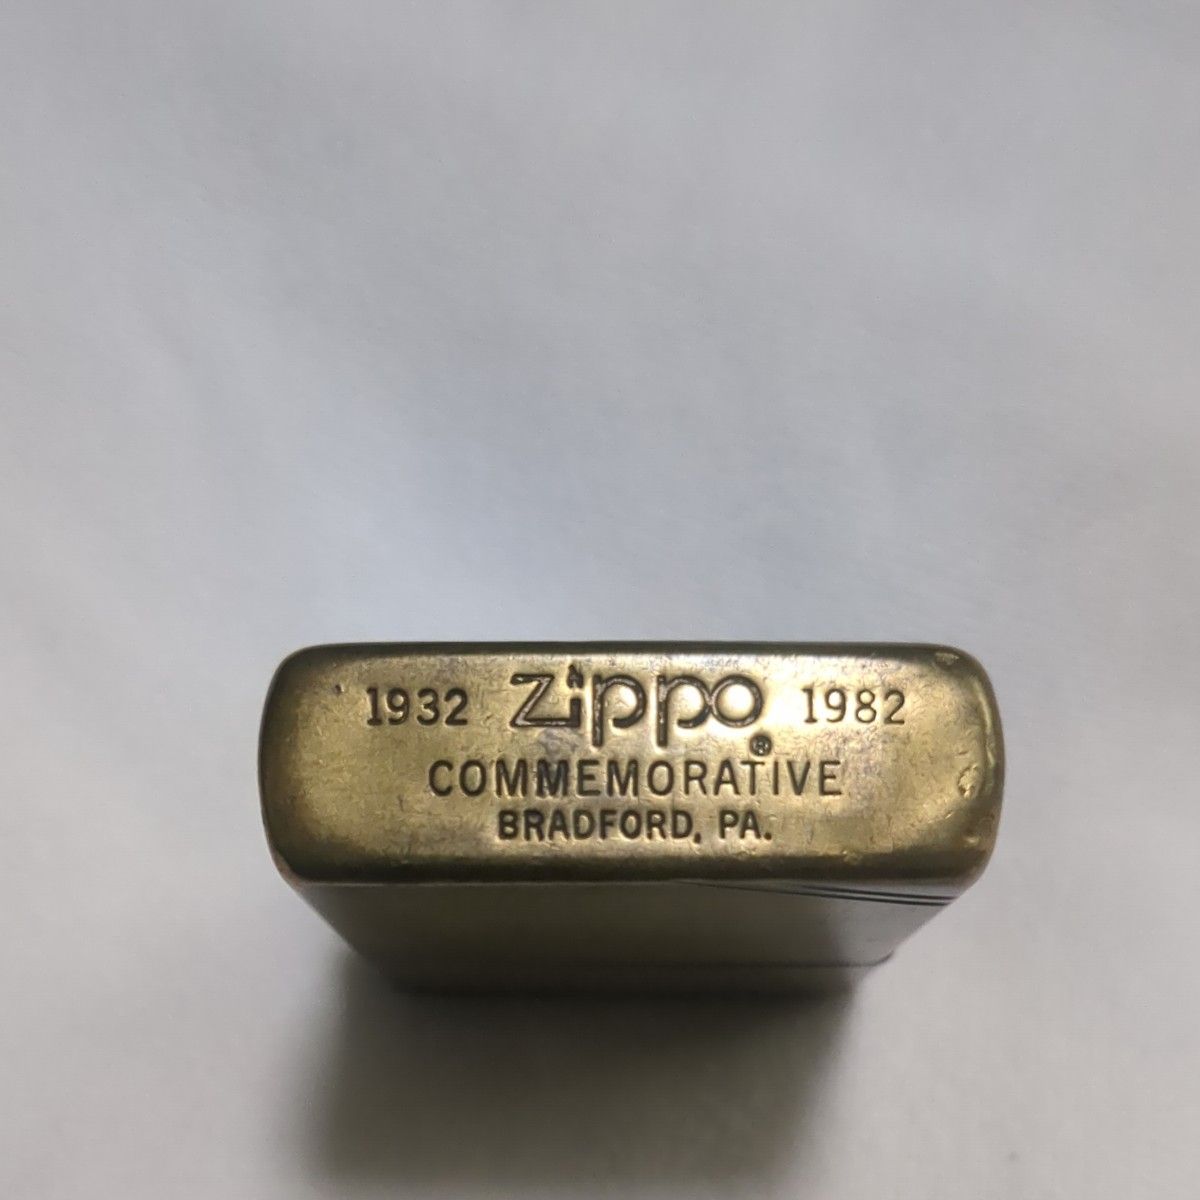 1932 Zippo 1982
®
COMMEMORATIVE
BRADFORD, PA.